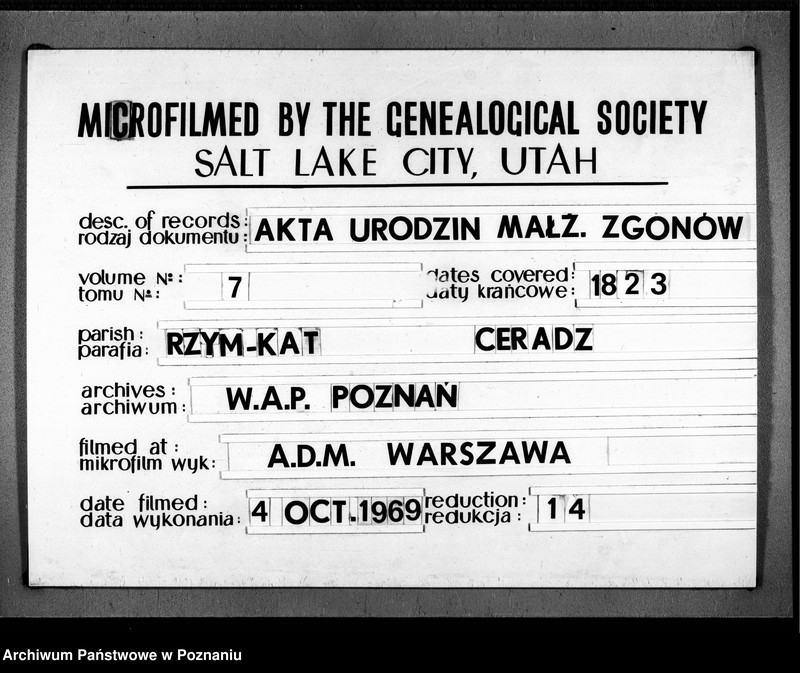 MICROFILMED BY THE GENEALOGICAL SOCIETY
SALT LAKE CITY, UTAH
desc. of records: AKTA URODZIN MAŁŻ. ZGONÓW
rodzaj dokumentu:
volume No: 7 dates covered: 1823
tomu No: daty krańcowe:
parish: RZYM-KAT CERADZ
parafia:
archives: W.A.P. POZNAŃ
archiwum:
filmed at: A.D.M. WARSZAWA
mikrofilm wyk:
date filmed: 4 OCT. 1969 reduction: 14
data wykonania: redukcja:
Archiwum Państwowe w Poznaniu